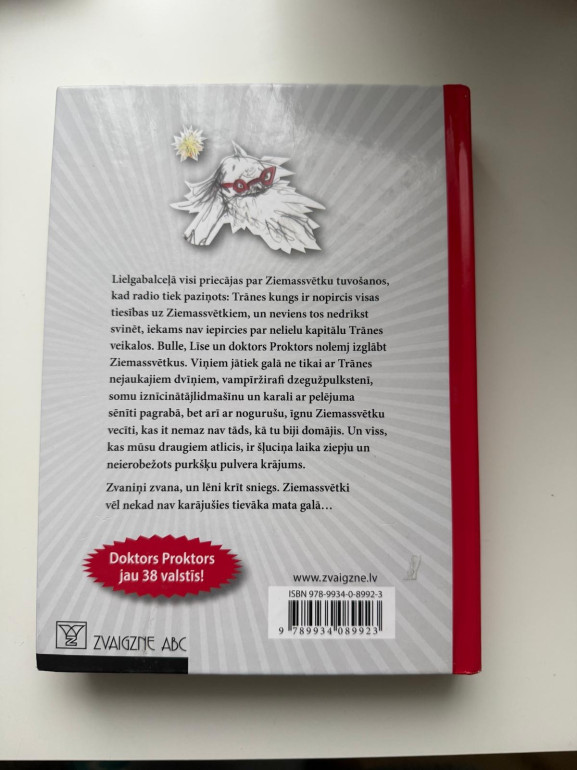 Lielgabalceļā visi priecājas par Ziemassvētku tuvošanos,
kad radio tiek paziņots: Trānes kungs ir nopircis visas
tiesības uz Ziemassvētkiem, un neviens tos nedrīkst
svinēt, iekams nav iepircies par nelielu kapitālu Trānes
veikalos. Bulle, Līse un doktors Proktors nolemj izglābt
Ziemassvētkus. Viņiem jātiek galā ne tikai ar Trānes
nejaukajiem dvīņiem, vampīržirafi dzegužpulkstenī,
somu iznīcinātājlidmašīnu un karali ar pelējuma
sēnīti pagrabā, bet arī ar nogurušu, īgnu Ziemassvētku
vecīti, kas it nemaz nav tāds, kā tu biji domājis. Un viss,
kas mūsu draugiem atlicis, ir šļuciņa laika ziepju un
neierobežots purkšķu pulvera krājums.
Zvaniņi zvana, un lēni krīt sniegs. Ziemassvētki
vēl nekad nav karājušies tievāka mata galā...
Doktors Proktors
jau 38 valstīs!
www.zvaigzne.lv
ISBN 978-9934-0-8992-3
9 789934 089923
ZVAIGZNE ABC